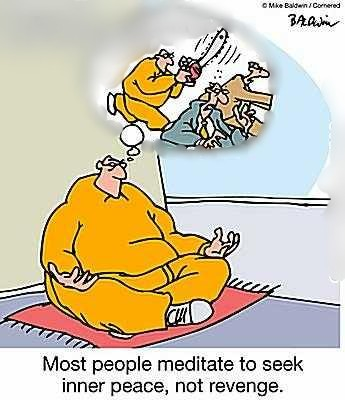 © Mike Baldwin / Cornered
BALDWIN
Most people meditate to seek
inner peace, not revenge.